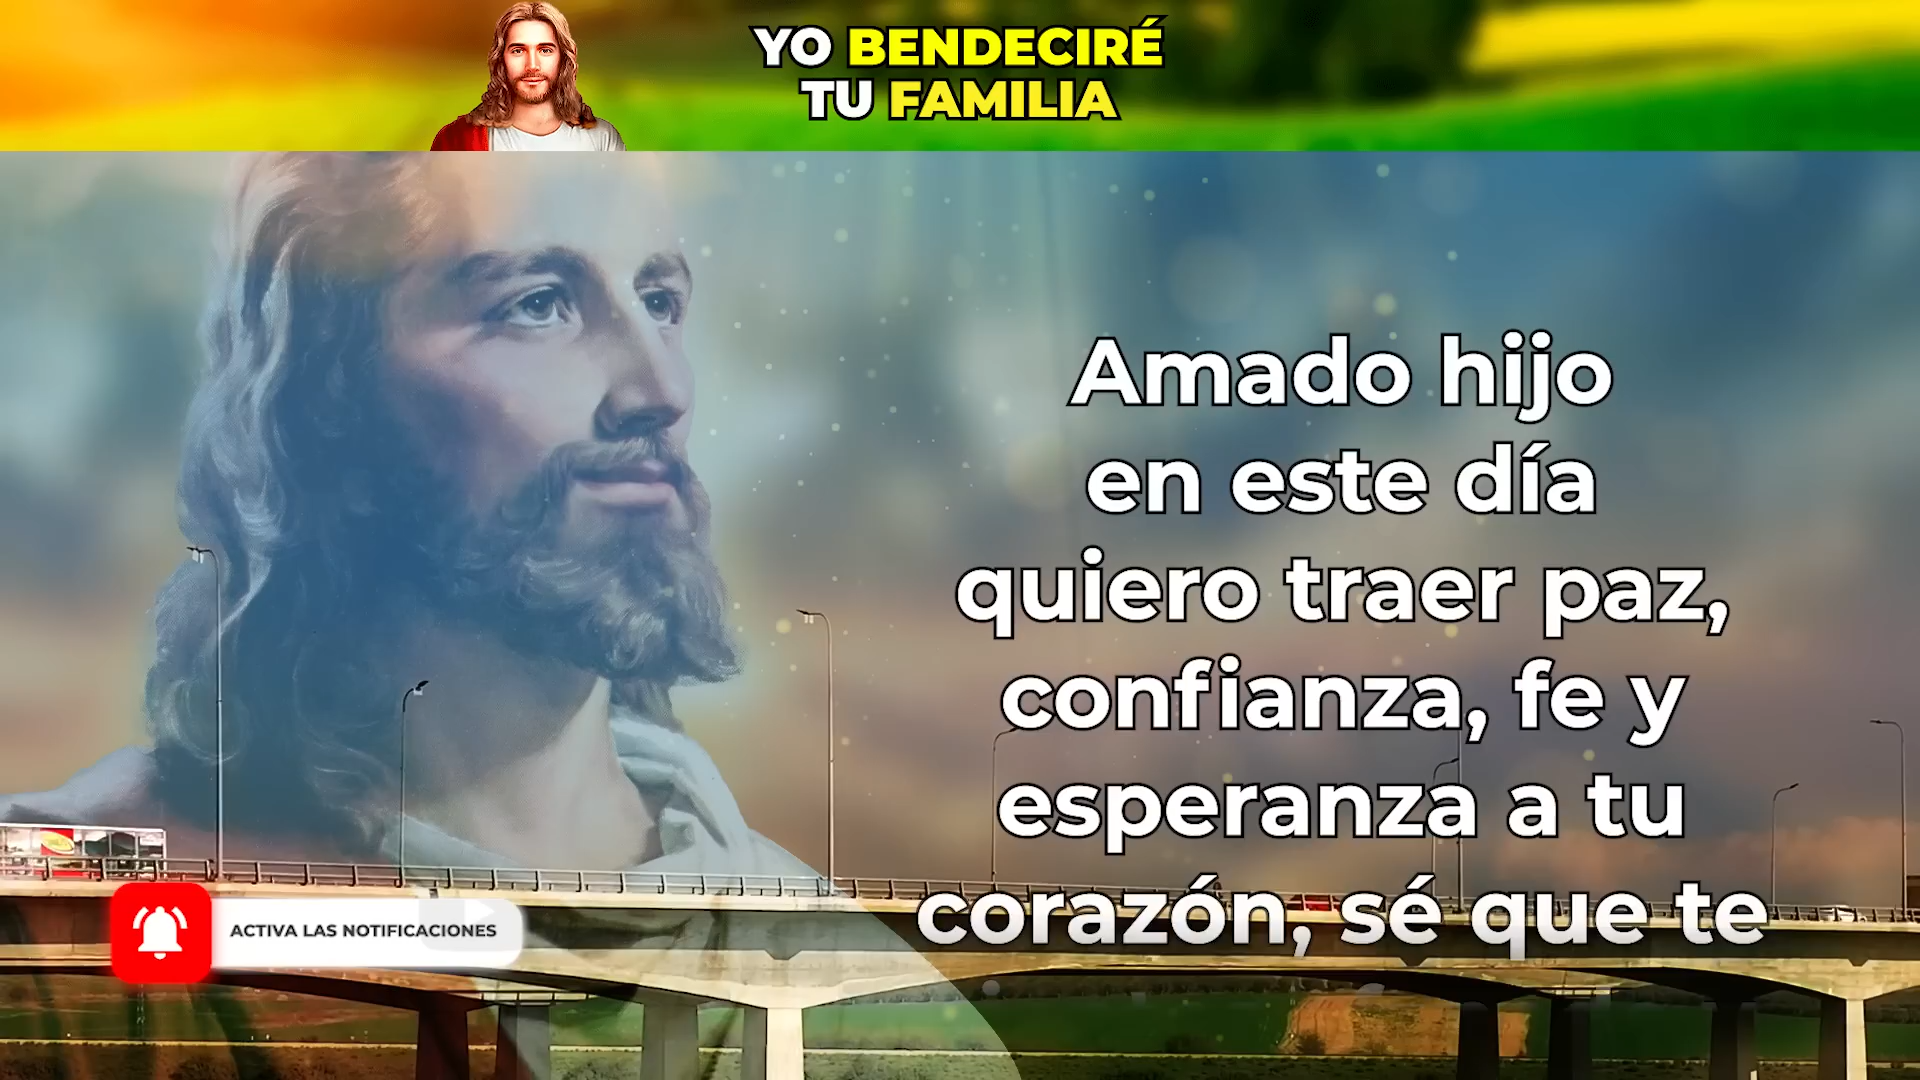 YO BENDECIRÉ
TU FAMILIA
Amado hijo
en este día
quiero traer paz,
confianza, fe y
esperanza a tu
corazón, sé que te
ACTIVA LAS NOTIFICACIONES